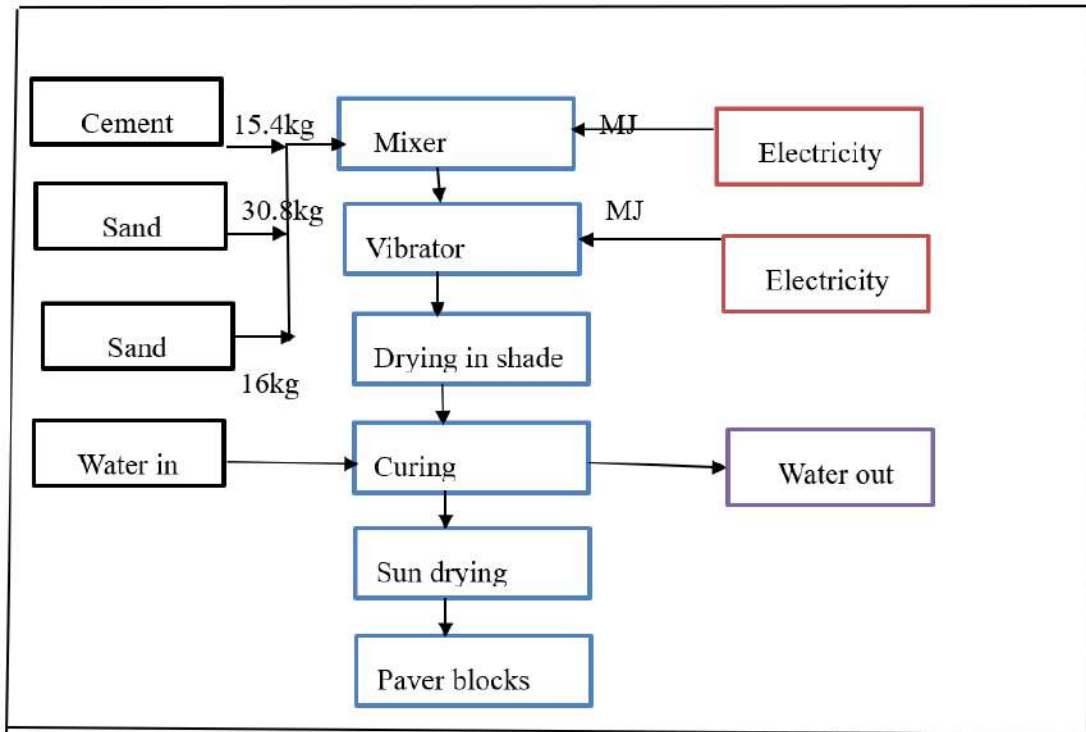 Cement
15.4kg
Mixer
MJ
Electricity
Sand
30.8kg
Vibrator
MJ
Electricity
Sand
16kg
Drying in shade
Water in
Curing
Water out
Sun drying
Paver blocks